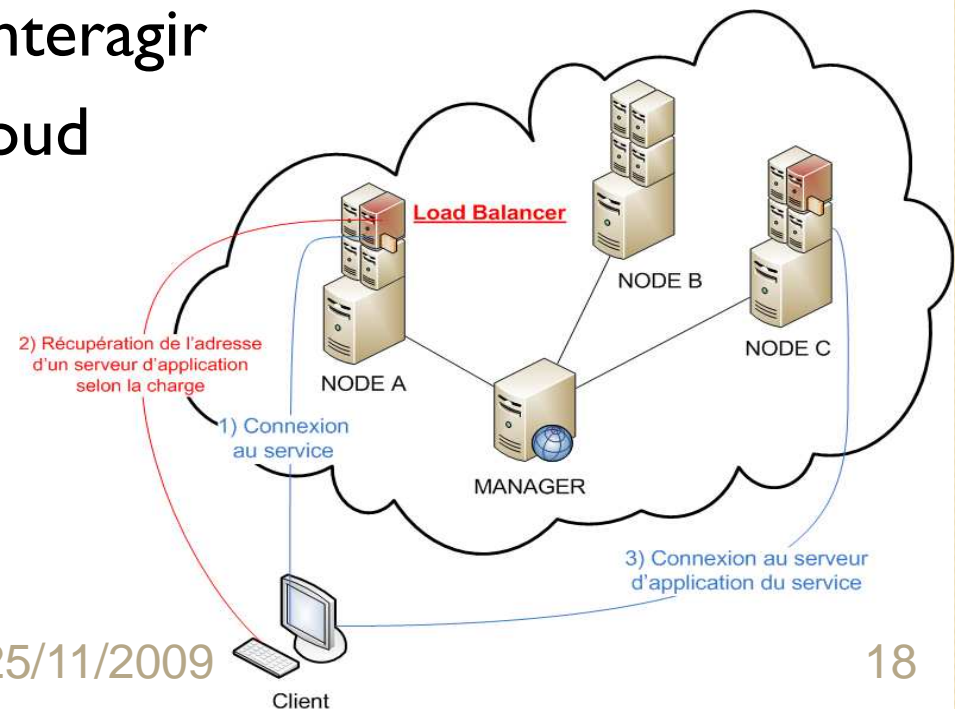 nteragir
oud
Load Balancer
NODE B
NODE C
NODE A
2) Récupération de l'adresse
d'un serveur d'application
selon la charge
1) Connexion
au service
MANAGER
3) Connexion au serveur
d'application du service
25/11/2009
18
Client